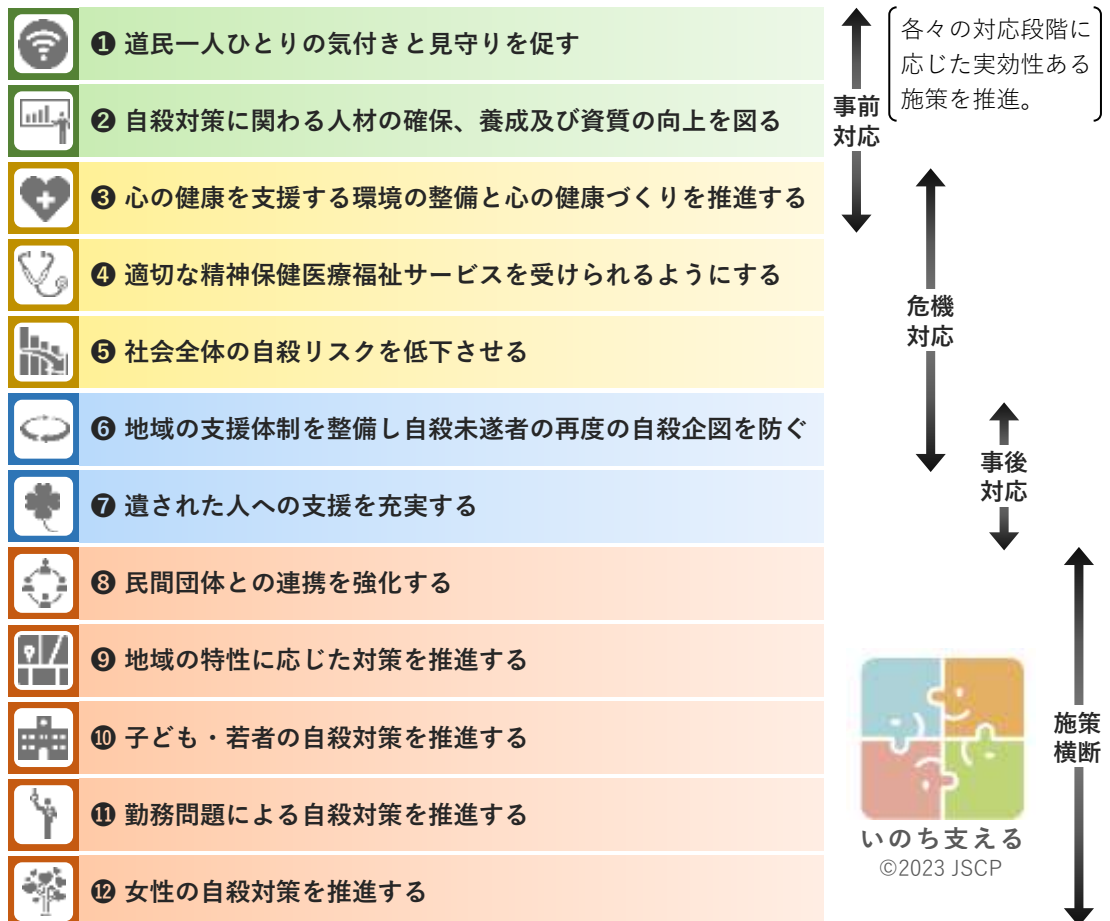 ❶ 道民一人ひとりの気付きと見守りを促す
❷ 自殺対策に関わる人材の確保、養成及び資質の向上を図る
❸ 心の健康を支援する環境の整備と心の健康づくりを推進する
❹ 適切な精神保健医療福祉サービスを受けられるようにする
❺ 社会全体の自殺リスクを低下させる
❻ 地域の支援体制を整備し自殺未遂者の再度の自殺企図を防ぐ
❼ 遺された人への支援を充実する
❽ 民間団体との連携を強化する
❾ 地域の特性に応じた対策を推進する
❿ 子ども・若者の自殺対策を推進する
⓫ 勤務問題による自殺対策を推進する
⓬ 女性の自殺対策を推進する
各々の対応段階に
応じた実効性ある
施策を推進。
事前
対応
危機
対応
事後
対応
施策
横断
いのち支える
©2023 JSCP